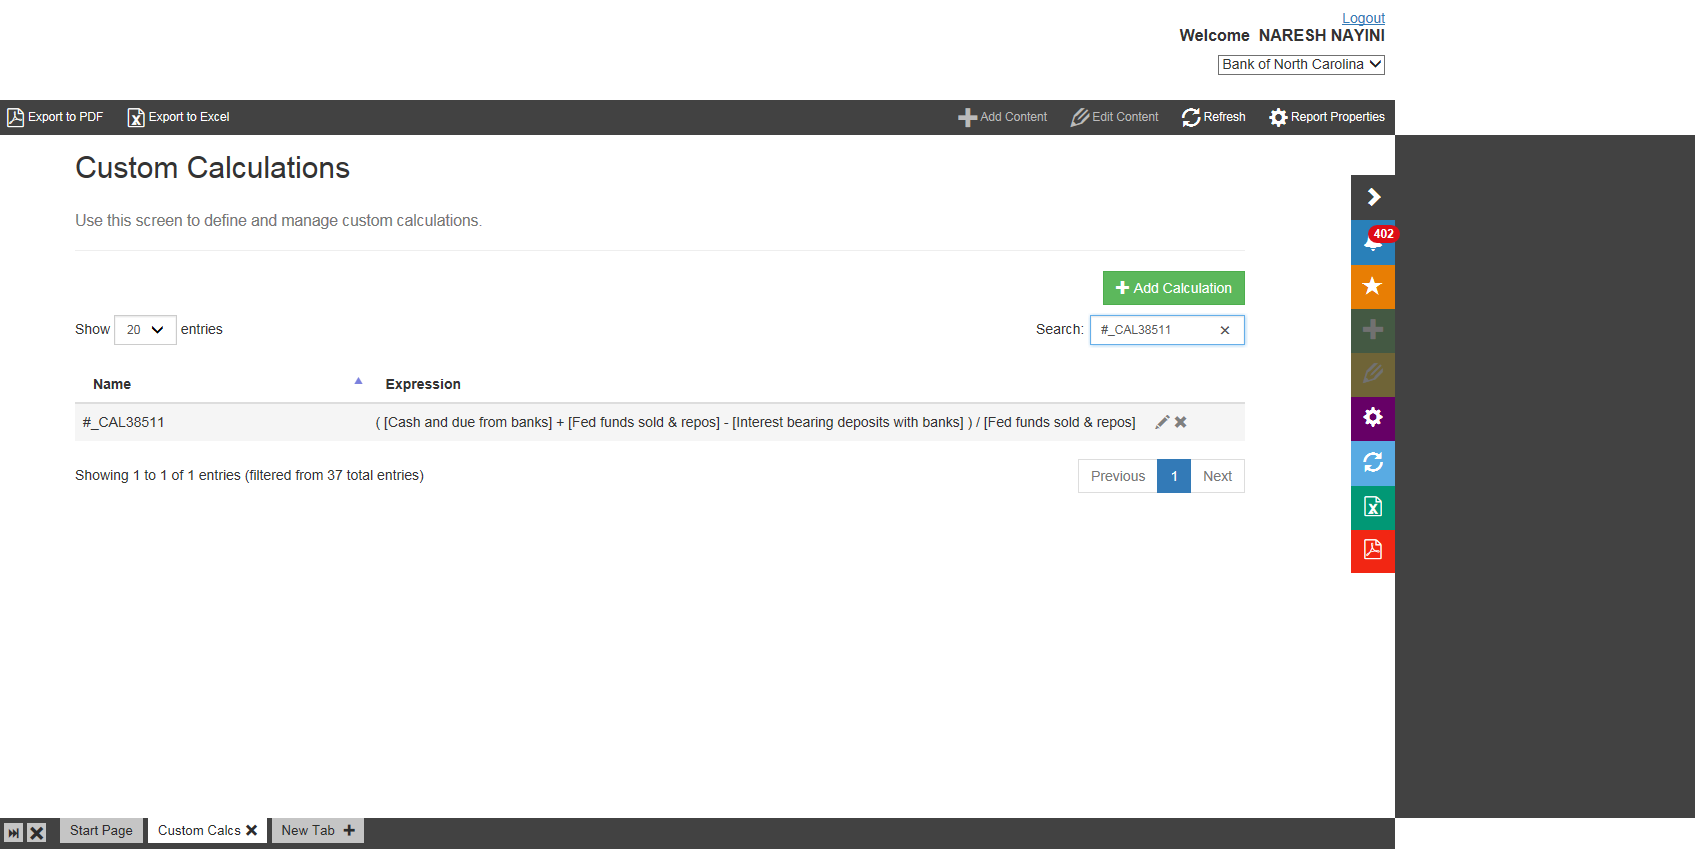 Logout
Welcome NARESH NAYINI
Bank of North Carolina
Export to PDF Export to Excel Add Content Edit Content Refresh Report Properties
Custom Calculations
Use this screen to define and manage custom calculations.
402
Add Calculation
Show 20 entries Search: #_CAL38511
Name Expression
#_CAL38511 ( [Cash and due from banks] + [Fed funds sold & repos] - [Interest bearing deposits with banks] ) / [Fed funds sold & repos]
Showing 1 to 1 of 1 entries (filtered from 37 total entries) Previous 1 Next
Start Page Custom Calcs New Tab